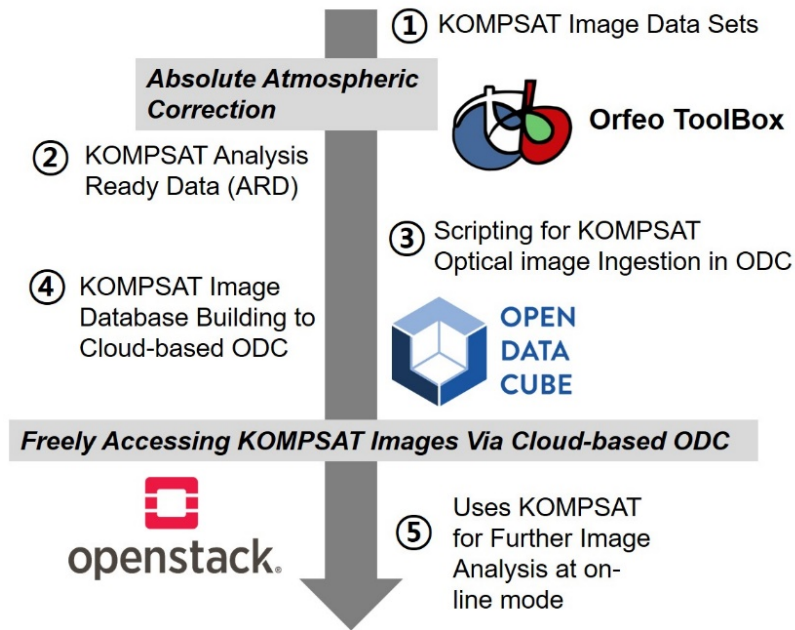 ① KOMPSAT Image Data Sets
Absolute Atmospheric
Correction
Orfeo ToolBox
② KOMPSAT Analysis
Ready Data (ARD)
③ Scripting for KOMPSAT
Optical image Ingestion in ODC
④ KOMPSAT Image
Database Building to
Cloud-based ODC
OPEN
DATA
CUBE
Freely Accessing KOMPSAT Images Via Cloud-based ODC
openstack.
⑤ Uses KOMPSAT
for Further Image
Analysis at on-
line mode